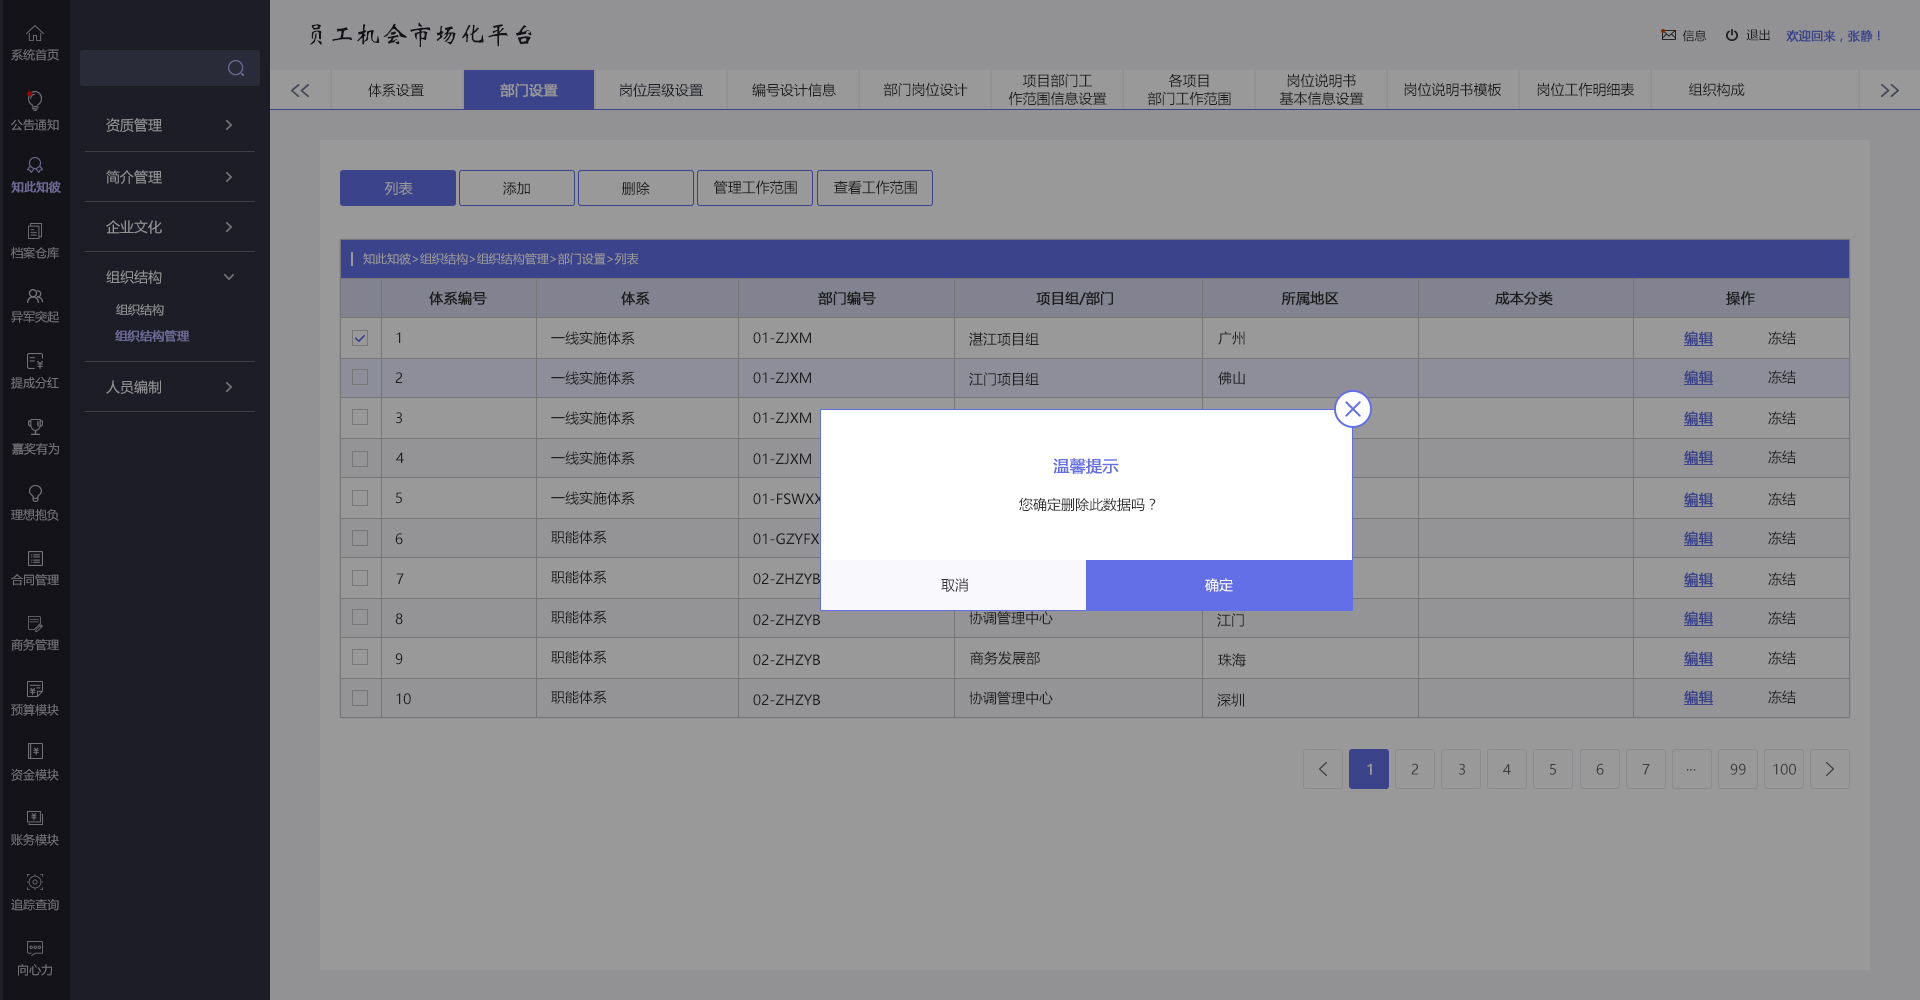 员工机会市场化平台
信息 退出 欢迎回来，张静！
系统首页
公告通知
知此知彼
档案仓库
异军突起
提成分红
嘉奖有为
理想抱负
合同管理
商务管理
预算模块
资金模块
账务模块
追踪查询
向心力
资质管理
简介管理
企业文化
组织结构
组织结构
组织结构管理
人员编制
体系设置
部门设置
岗位层级设置
编号设计信息
部门岗位设计
项目部门工
作范围信息设置
各项目
部门工作范围
岗位说明书
基本信息设置
岗位说明书模板
岗位工作明细表
组织构成
列表 添加 删除 管理工作范围 查看工作范围
知此知彼>组织结构>组织结构管理>部门设置>列表
体系编号 体系 部门编号 项目组/部门 所属地区 成本分类 操作
1 一线实施体系 01-ZJXM 湛江项目组 广州 编辑 冻结
2 一线实施体系 01-ZJXM 江门项目组 佛山 编辑 冻结
3 一线实施体系 01-ZJXM 编辑 冻结
4 一线实施体系 01-ZJXM 编辑 冻结
5 一线实施体系 01-FSWXX 编辑 冻结
6 职能体系 01-GZYFX 编辑 冻结
7 职能体系 02-ZHZYB 编辑 冻结
8 职能体系 02-ZHZYB 协调管理中心 江门 编辑 冻结
9 职能体系 02-ZHZYB 商务发展部 珠海 编辑 冻结
10 职能体系 02-ZHZYB 协调管理中心 深圳 编辑 冻结
温馨提示
您确定删除此数据吗？
取消 确定
1 2 3 4 5 6 7 ... 99 100